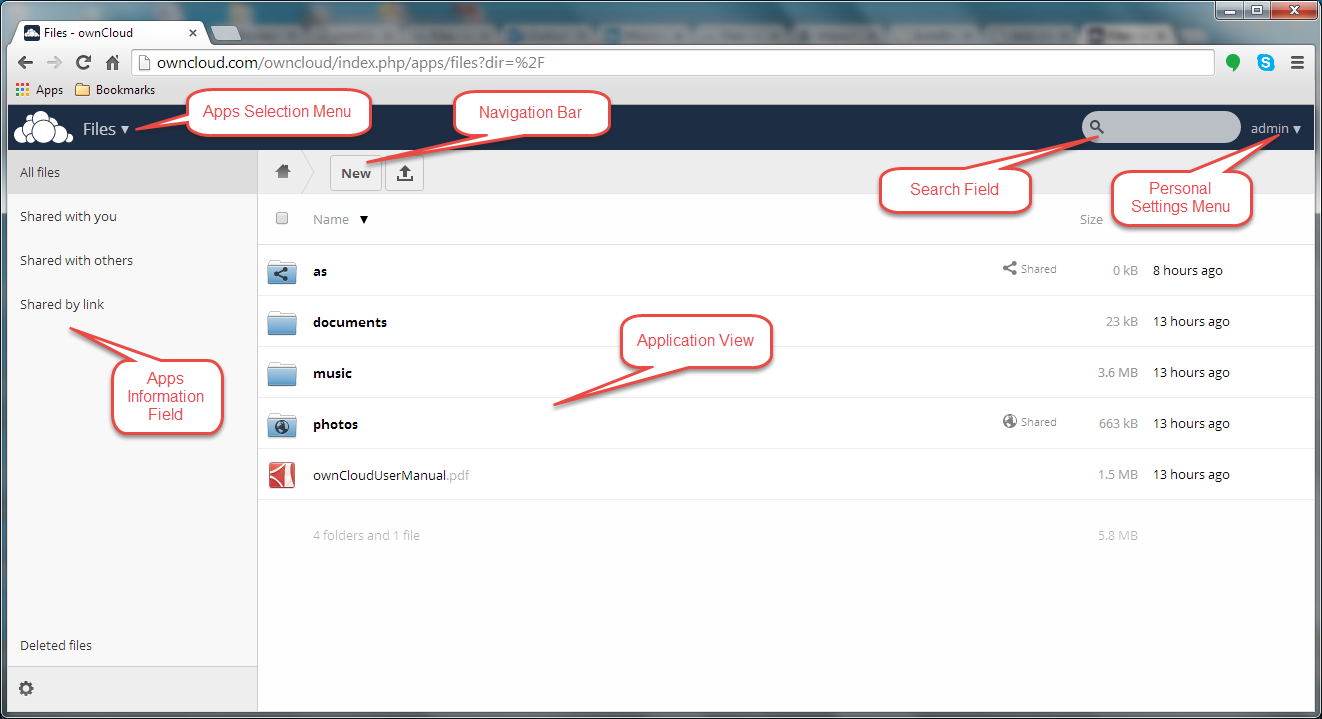 Files - ownCloud
owncloud.com/owncloud/index.php/apps/files?dir=%2F
Apps
Bookmarks
Files
Apps Selection Menu
Navigation Bar
admin
All files
New
Search Field
Personal
Settings Menu
Shared with you
Name
Size
Shared with others
as
Shared
0 kB
8 hours ago
Shared by link
documents
23 kB
13 hours ago
Application View
Apps
Information
Field
music
3.6 MB
13 hours ago
photos
Shared
663 kB
13 hours ago
ownCloudUserManual.pdf
1.5 MB
13 hours ago
4 folders and 1 file
5.8 MB
Deleted files